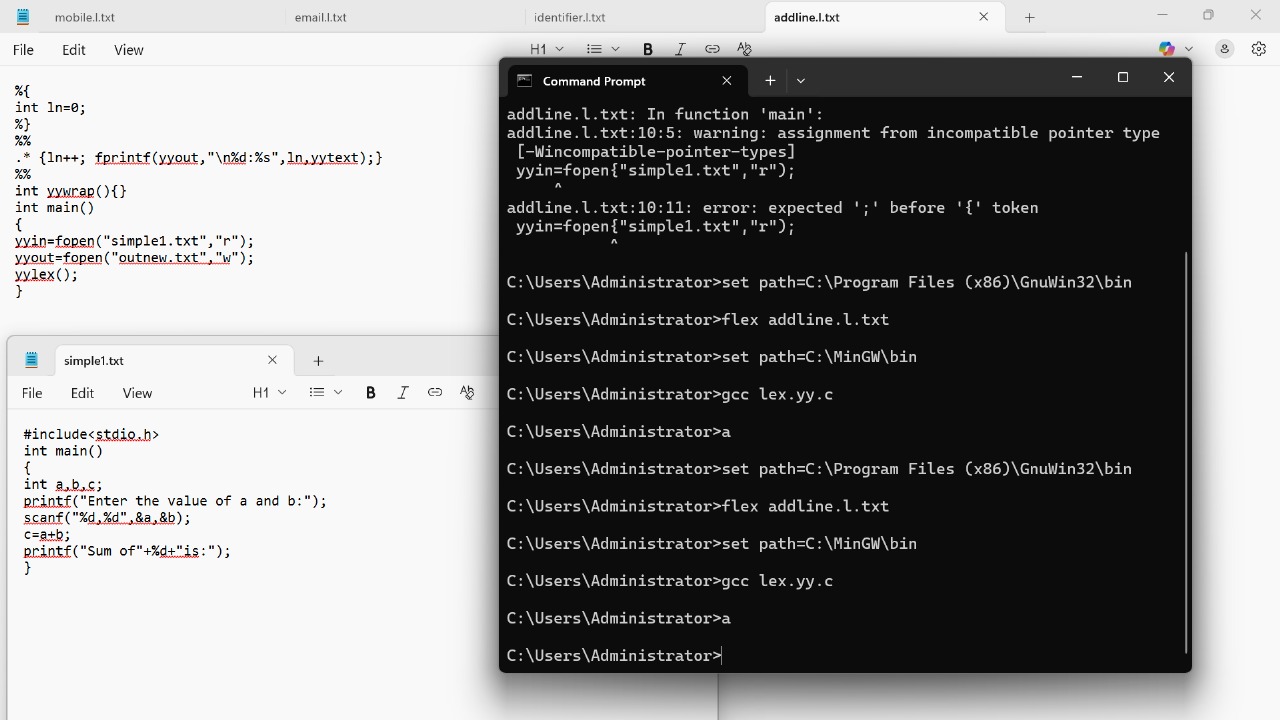 mobile.l.txt
email.l.txt
identifier.l.txt
addline.l.txt
File
Edit
View
H1
B
I
%{
int ln=0;
%}
%%
.* {ln++; fprintf(yyout,"\n%d:%s",ln,yytext);}
%%
int yywrap(){}
int main()
{
yyin=fopen("simple1.txt","r");
yyout=fopen("outnew.txt","w");
yylex();
}
simple1.txt
File
Edit
View
H1
B
I
#include<stdio.h>
int main()
{
int a,b,c;
printf("Enter the value of a and b:");
scanf("%d,%d",&a,&b);
c=a+b;
printf("Sum of"+%d+"is:");
}
Command Prompt
addline.l.txt: In function 'main':
addline.l.txt:10:5: warning: assignment from incompatible pointer type
[-Wincompatible-pointer-types]
yyin=fopen{"simple1.txt","r");
^
addline.l.txt:10:11: error: expected ';' before '{' token
yyin=fopen{"simple1.txt","r");
^
C:\Users\Administrator>set path=C:\Program Files (x86)\GnuWin32\bin
C:\Users\Administrator>flex addline.l.txt
C:\Users\Administrator>set path=C:\MinGW\bin
C:\Users\Administrator>gcc lex.yy.c
C:\Users\Administrator>a
C:\Users\Administrator>set path=C:\Program Files (x86)\GnuWin32\bin
C:\Users\Administrator>flex addline.l.txt
C:\Users\Administrator>set path=C:\MinGW\bin
C:\Users\Administrator>gcc lex.yy.c
C:\Users\Administrator>a
C:\Users\Administrator>